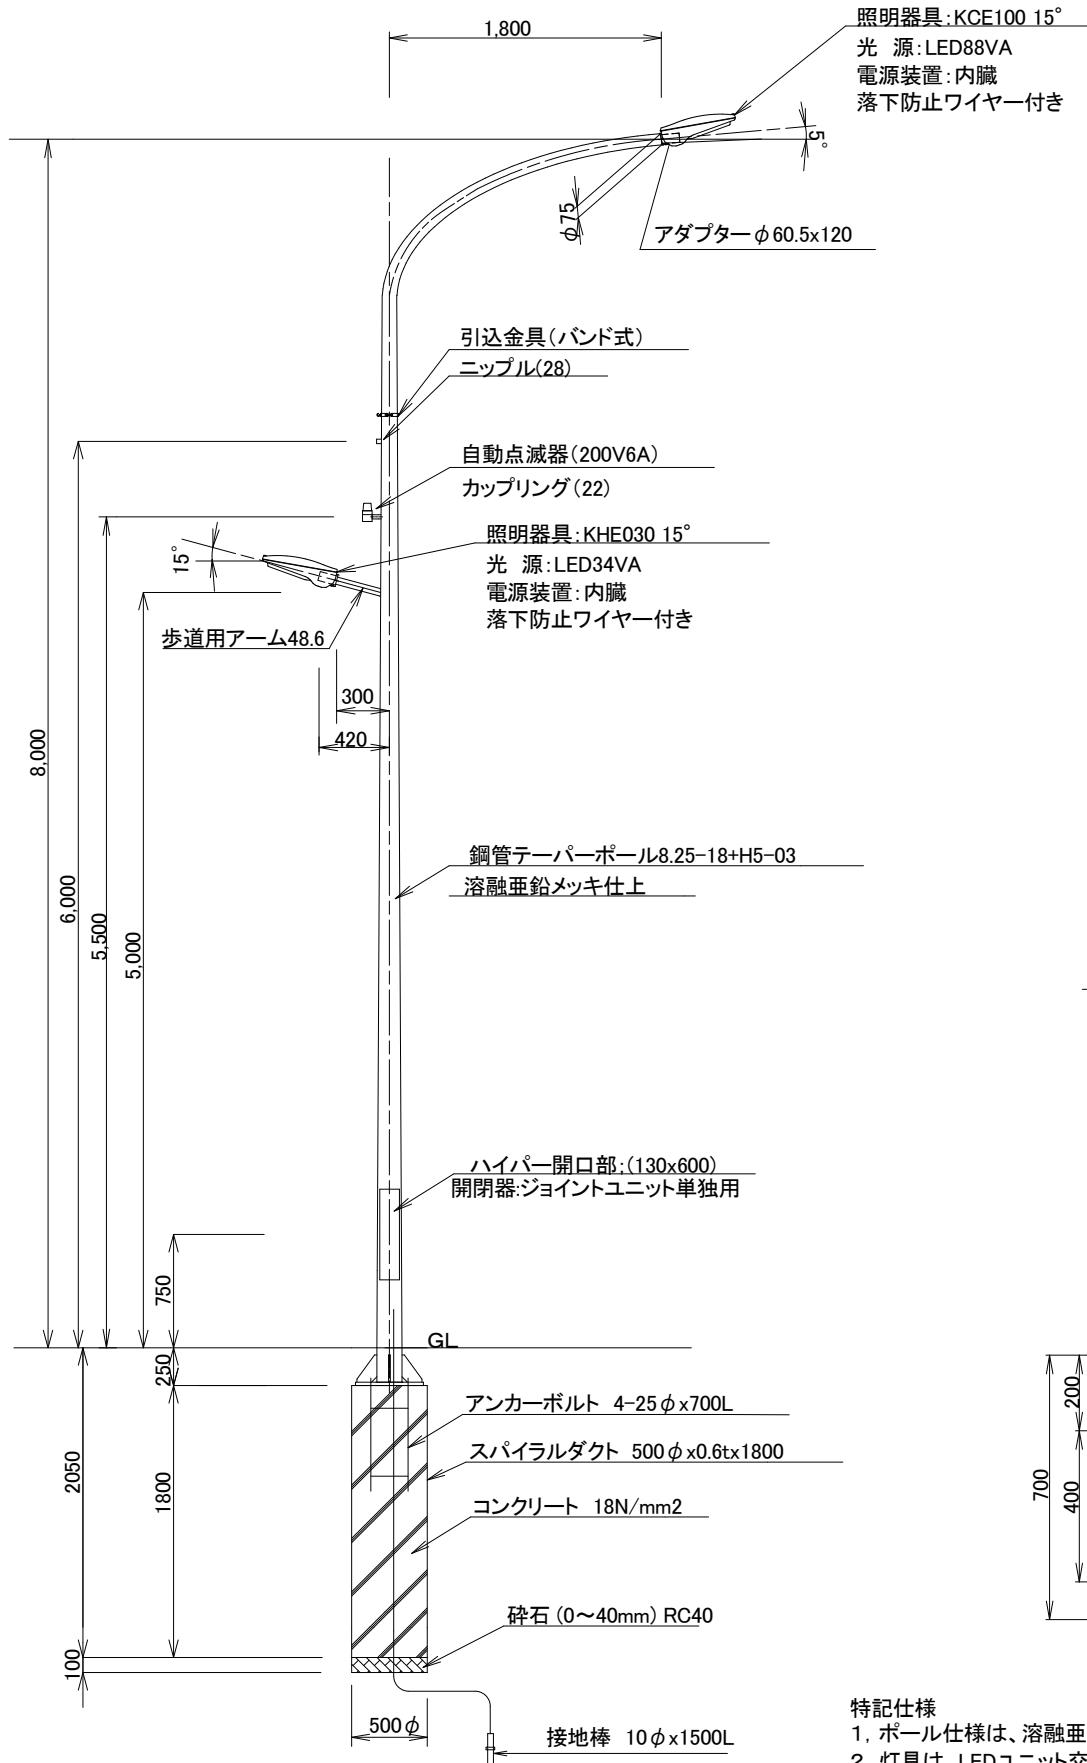 1,800
照明器具:KCE100 15°
光 源:LED88VA
電源装置:内臓
落下防止ワイヤー付き
5°
φ75
アダプターφ60.5x120
引込金具(バンド式)
ニップル(28)
自動点滅器(200V6A)
カップリング(22)
照明器具:KHE030 15°
光 源:LED34VA
電源装置:内臓
落下防止ワイヤー付き
15°
歩道用アーム48.6
300
420
8,000
6,000
5,500
5,000
鋼管テーパーポール8.25-18+H5-03
溶融亜鉛メッキ仕上
ハイパー開口部;(130x600)
開閉器:ジョイントユニット単独用
750
GL
250
アンカーボルト 4-25φx700L
スパイラルダクト 500φx0.6tx1800
2050
1800
コンクリート 18N/mm2
砕石 (0~40mm) RC40
100
500φ
接地棒 10φx1500L
700
200
400
特記仕様
1, ポール仕様は、溶融亜
2, 灯具は、LEDユニット